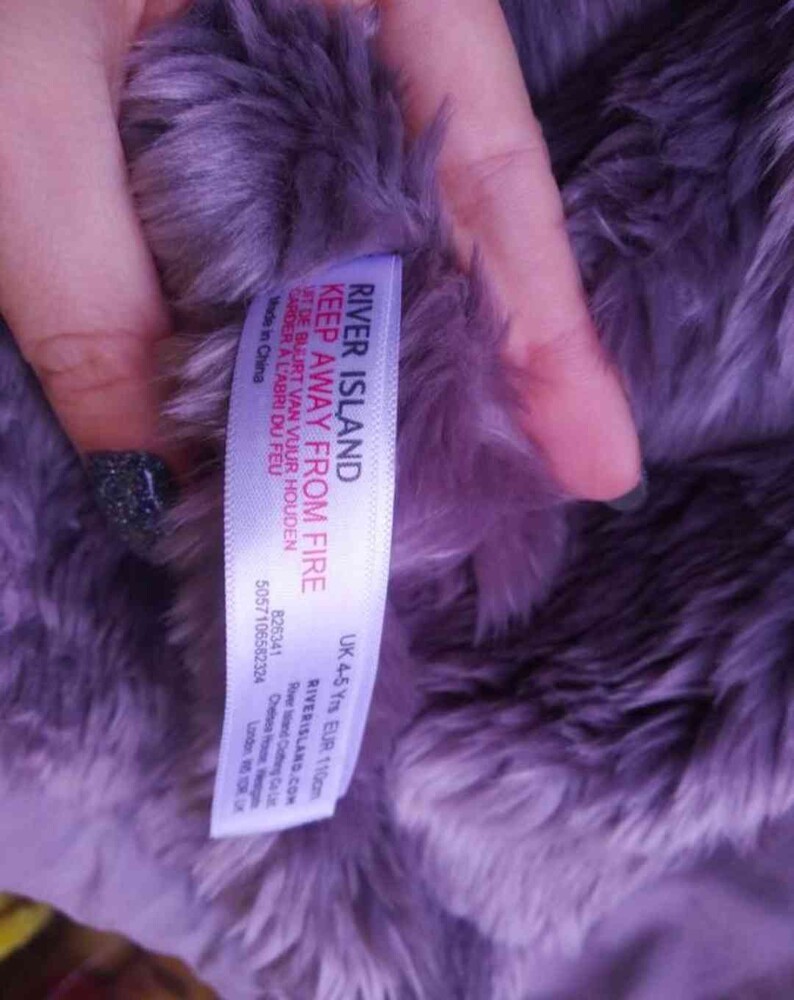 RIVER ISLAND
KEEP AWAY FROM FIRE
UIT DE BUURT VAN VUUR HOUDEN
GARDER À L'ABRI DU FEU
Made in China
UK 4-5 Yrs EUR 110cm
826341
5057106582324
RIVERISLAND.COM
River Island Clothing Co Ltd,
Chelsea House, Westgate
London, W5 1DR, UK